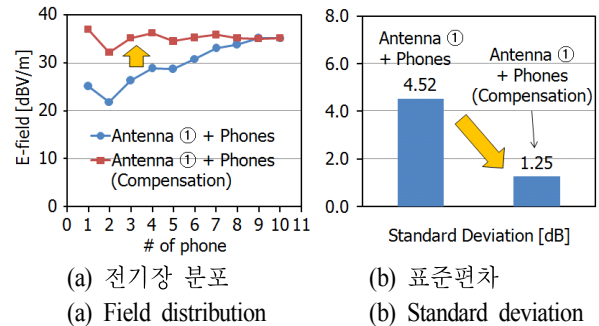 40
30
20
10
0
E-field [dBV/m]
Antenna ① + Phones
Antenna ① + Phones
(Compensation)
0 1 2 3 4 5 6 7 8 9 10 11
# of phone
(a) 전기장 분포
(a) Field distribution
8.0
6.0
4.0
2.0
0.0
Antenna ①
+ Phones
4.52
Antenna ①
+ Phones
(Compensation)
1.25
Standard Deviation [dB]
(b) 표준편차
(b) Standard deviation